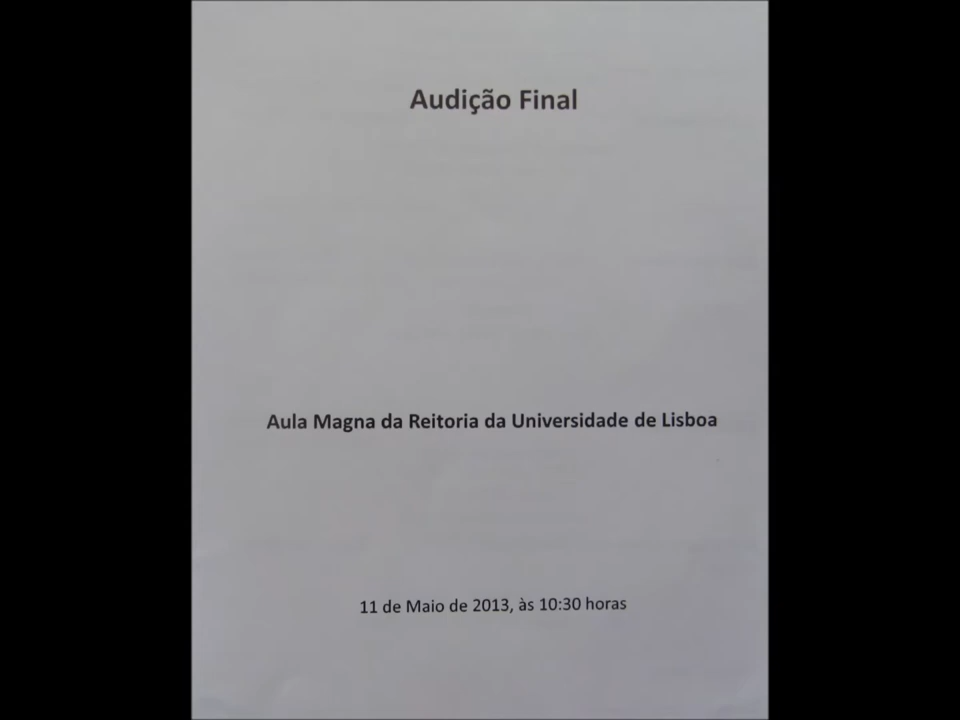 Audição Final
Aula Magna da Reitoria da Universidade de Lisboa
11 de Maio de 2013, às 10:30 horas